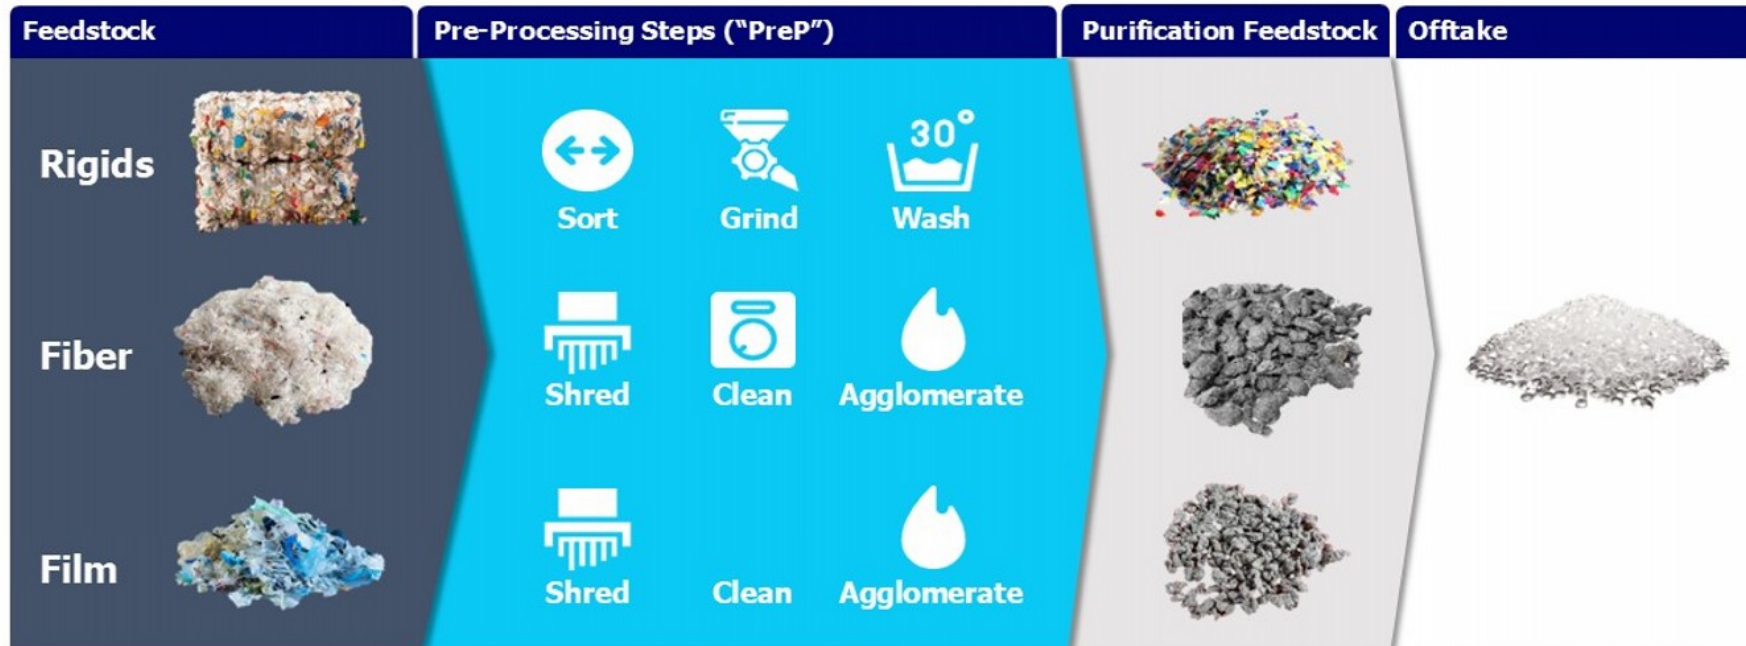 Feedstock
Pre-Processing Steps (“PreP”)
Purification Feedstock
Offtake
Rigids
30°
Sort
Grind
Wash
Fiber
Shred
Clean
Agglomerate
Film
Shred
Clean
Agglomerate